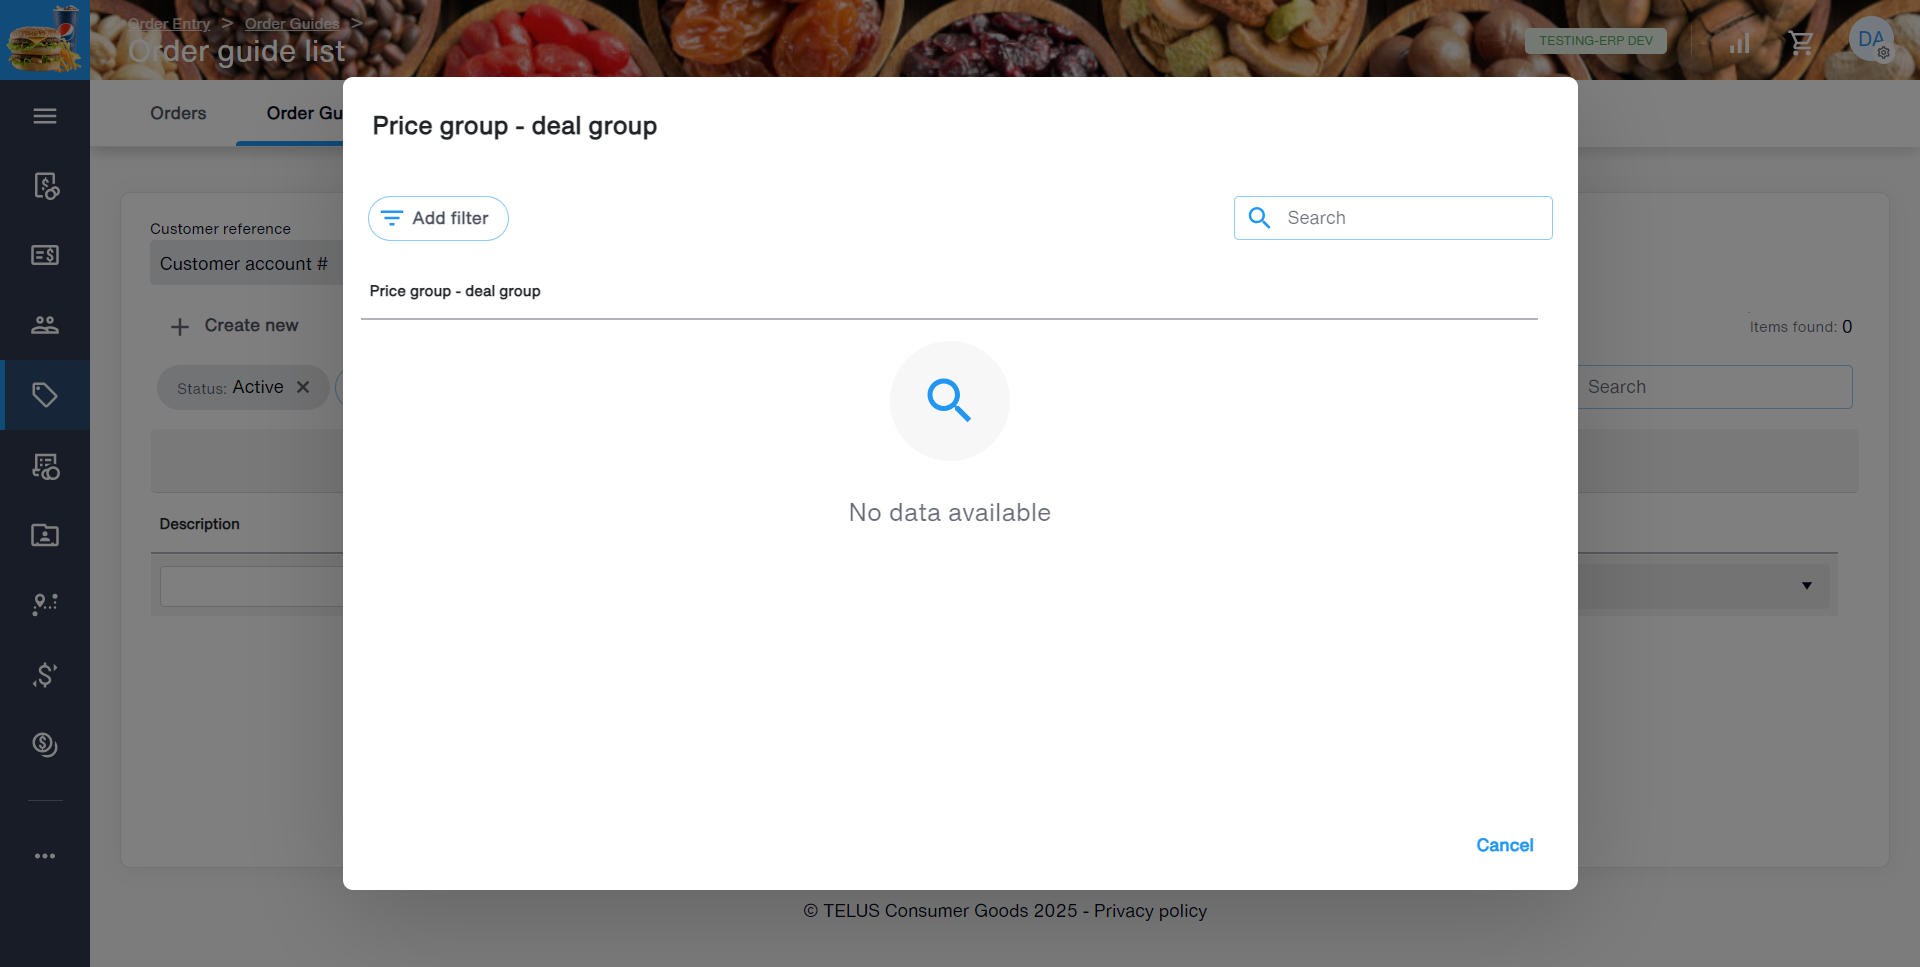 Order Entry > Order Guides >
Order guide list
TESTING-ERP DEV
DA
Orders
Order Gu
Price group - deal group
Add filter
Search
Customer reference
Customer account #
Price group - deal group
Create new
Items found: 0
Status: Active
Search
No data available
Description
Cancel
© TELUS Consumer Goods 2025 - Privacy policy